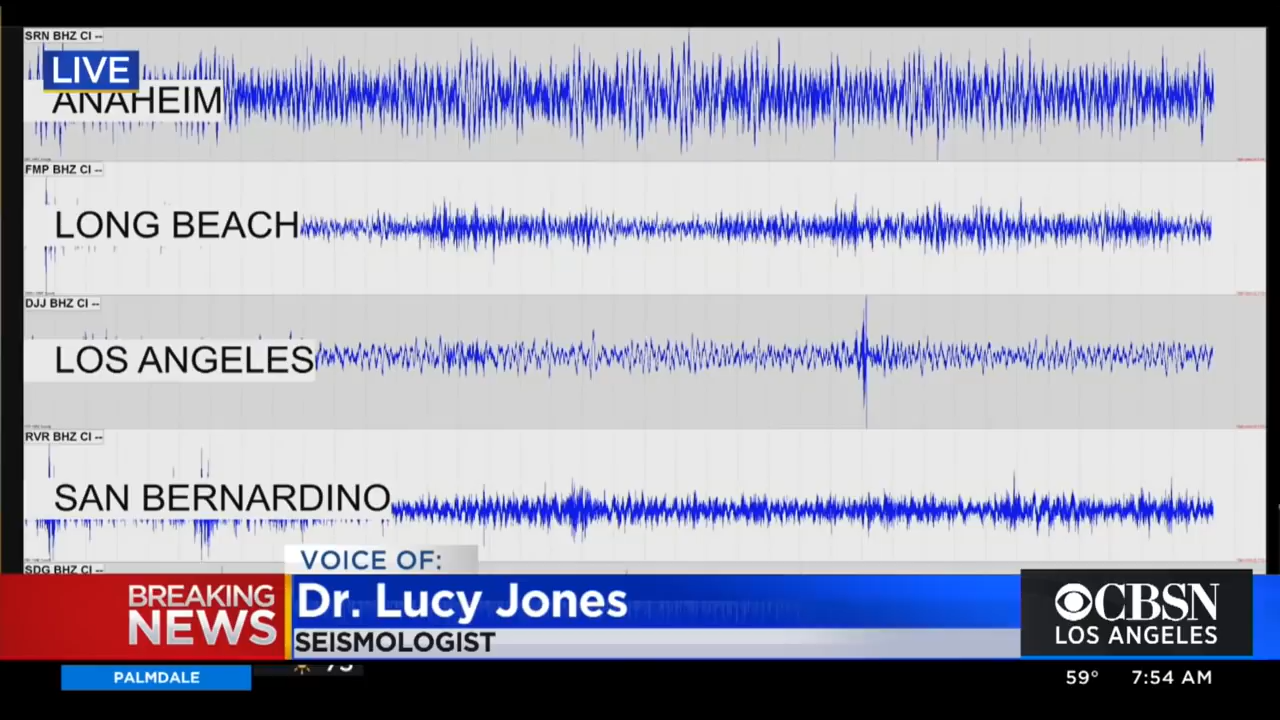 SRN BHZ CI --
LIVE
ANAHEIM
FMP BHZ CI --
LONG BEACH
DJJ BHZ CI --
LOS ANGELES
RVR BHZ CI --
SAN BERNARDINO
SDG BHZ CI --
VOICE OF:
BREAKING
NEWS
Dr. Lucy Jones
SEISMOLOGIST
CBSN
LOS ANGELES
PALMDALE
59° 7:54 AM